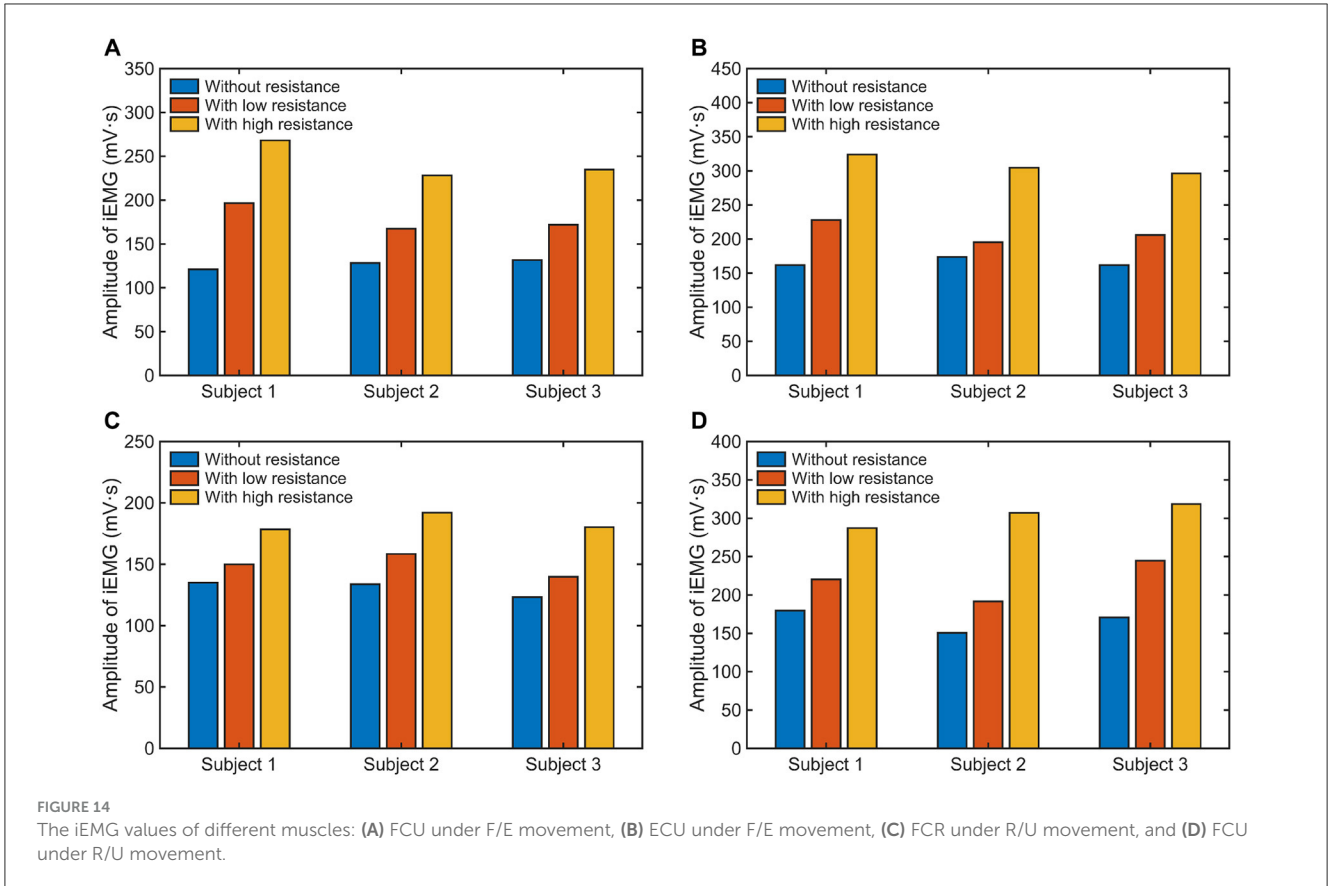 A
350
300
250
200
150
100
50
0
Amplitude of iEMG (mV·s)
Without resistance
With low resistance
With high resistance
Subject 1
Subject 2
Subject 3
B
450
400
350
300
250
200
150
100
50
0
Amplitude of iEMG (mV·s)
Without resistance
With low resistance
With high resistance
Subject 1
Subject 2
Subject 3
C
250
200
150
100
50
0
Amplitude of iEMG (mV·s)
Without resistance
With low resistance
With high resistance
Subject 1
Subject 2
Subject 3
D
400
350
300
250
200
150
100
50
0
Amplitude of iEMG (mV·s)
Without resistance
With low resistance
With high resistance
Subject 1
Subject 2
Subject 3
FIGURE 14
The iEMG values of different muscles: (A) FCU under F/E movement, (B) ECU under F/E movement, (C) FCR under R/U movement, and (D) FCU
under R/U movement.